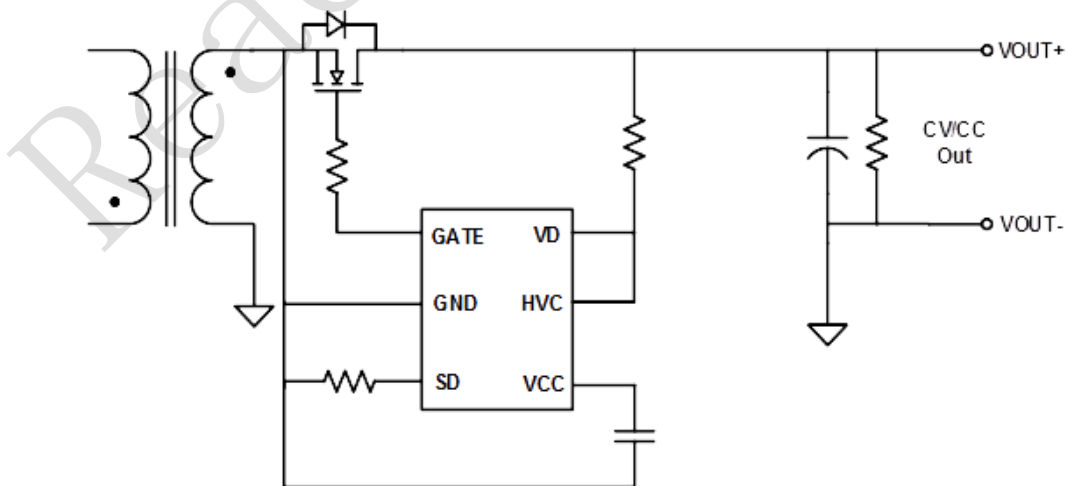 VOUT+
CV/CC
Out
GATE VD
VOUT-
GND HVC
SD VCC